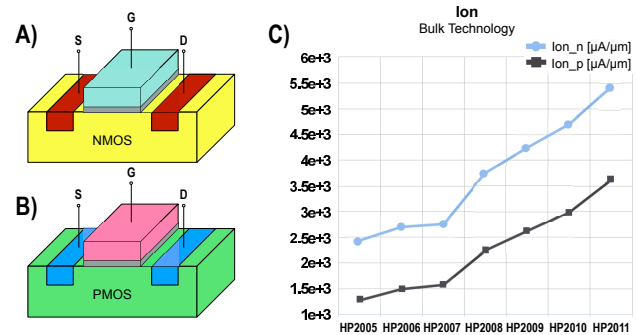 A)
G
S
D
NMOS
B)
G
S
D
PMOS
C)
Ion
Bulk Technology
Ion_n [µA/µm]
Ion_p [µA/µm]
6e+3
5.5e+3
5e+3
4.5e+3
4e+3
3.5e+3
3e+3
2.5e+3
2e+3
1.5e+3
1e+3
HP2005 HP2006 HP2007 HP2008 HP2009 HP2010 HP2011